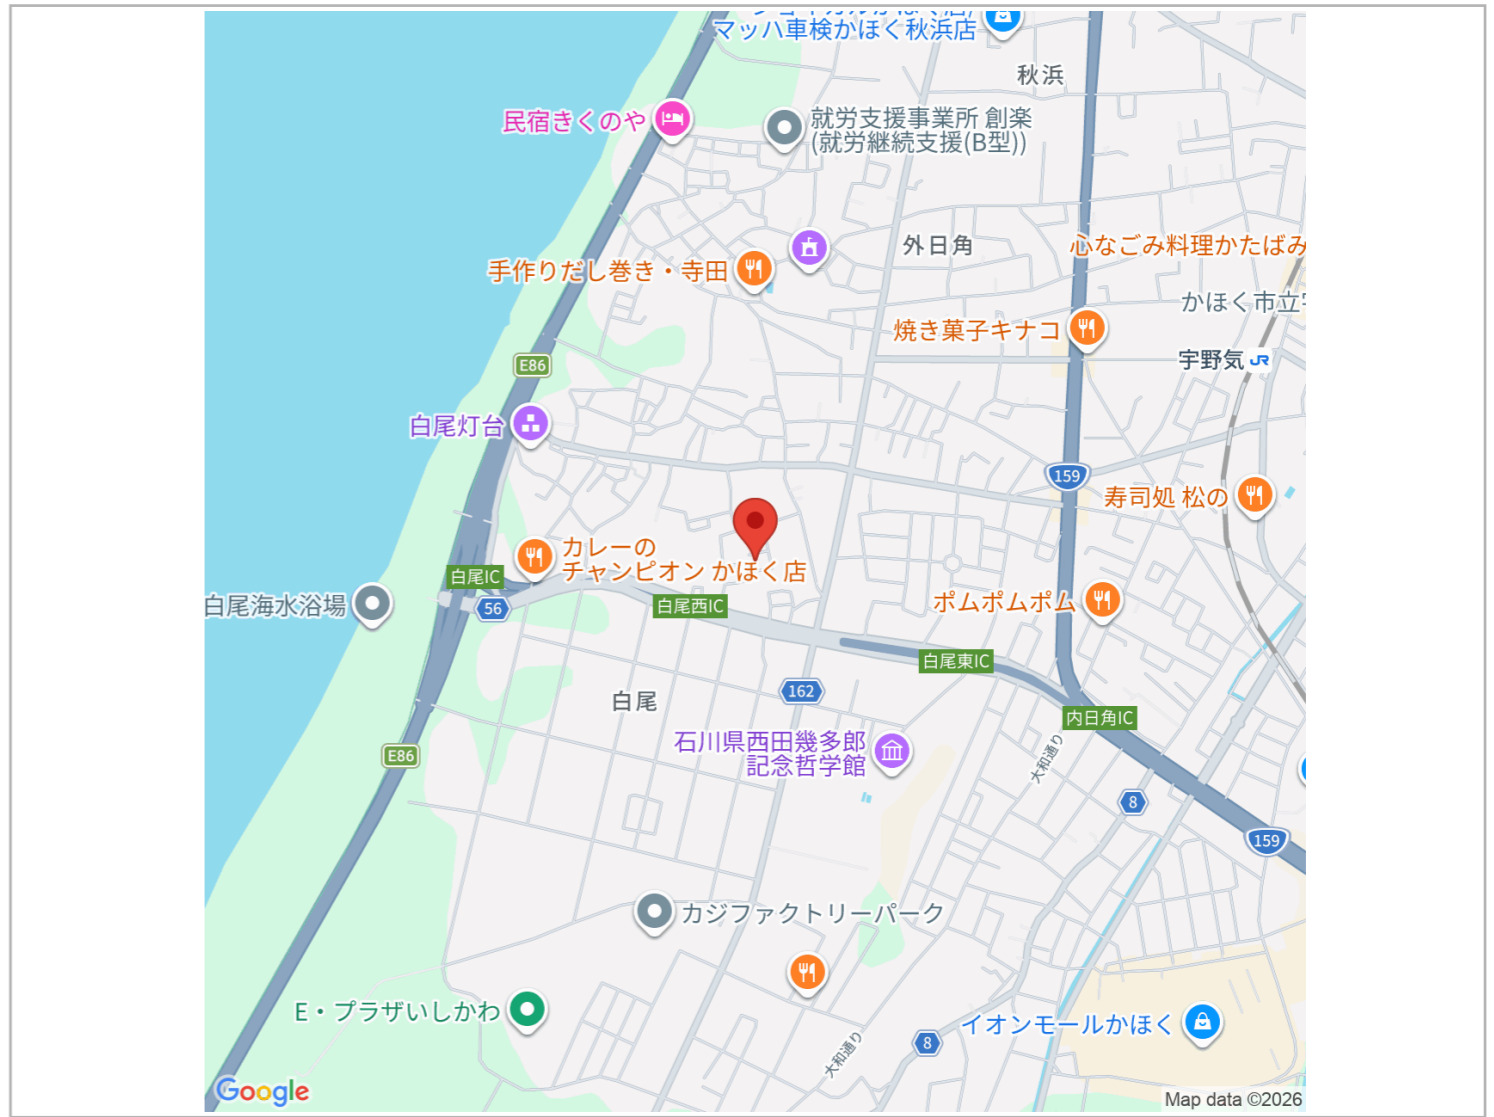 マッハ車検かほく秋浜店
秋浜
民宿きくのや
就労支援事業所 創楽
(就労継続支援(B型))
外日角
心なごみ料理かたばみ
手作りだし巻き・寺田
かほく市立
焼き菓子キナコ
宇野気 JR
E86
白尾灯台
159
寿司処 松の
カレーの
チャンピオン かほく店
白尾IC
白尾海水浴場
56
白尾西IC
ポムポムポム
白尾東IC
162
白尾
内日角IC
石川県西田幾多郎
記念哲学館
大和通り
E86
8
159
カジファクトリーパーク
E・プラザいしかわ
イオンモールかほく
大和通り
8
Google
Map data ©2026